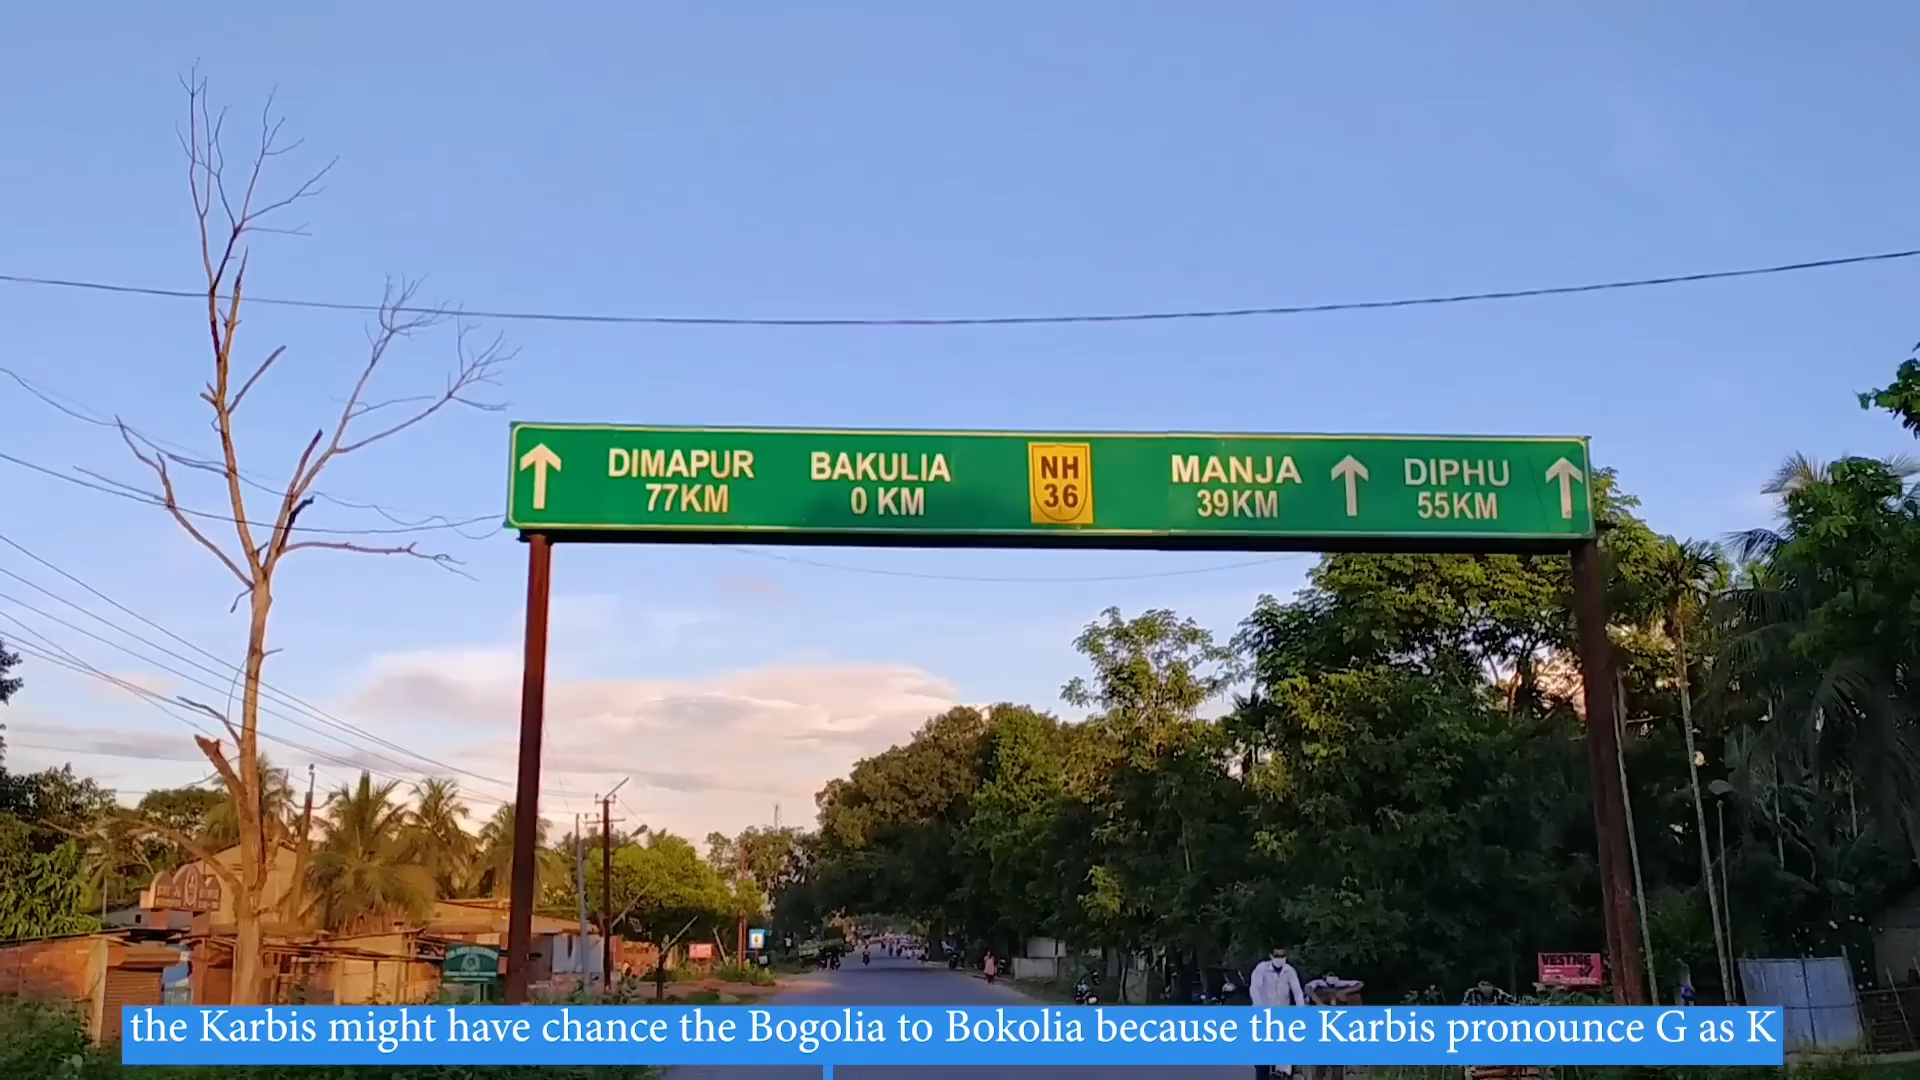 DIMAPUR
77KM
BAKULIA
0 KM
NH
36
MANJA
39KM
DIPHU
55KM
VESTIGE
the Karbis might have chance the Bogolia to Bokolia because the Karbis pronounce G as K